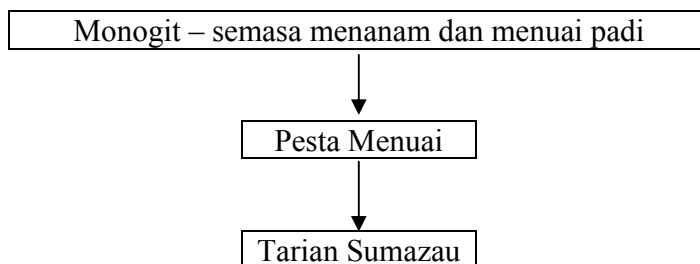 Monogit – semasa menanam dan menuai padi
Pesta Menuai
Tarian Sumazau